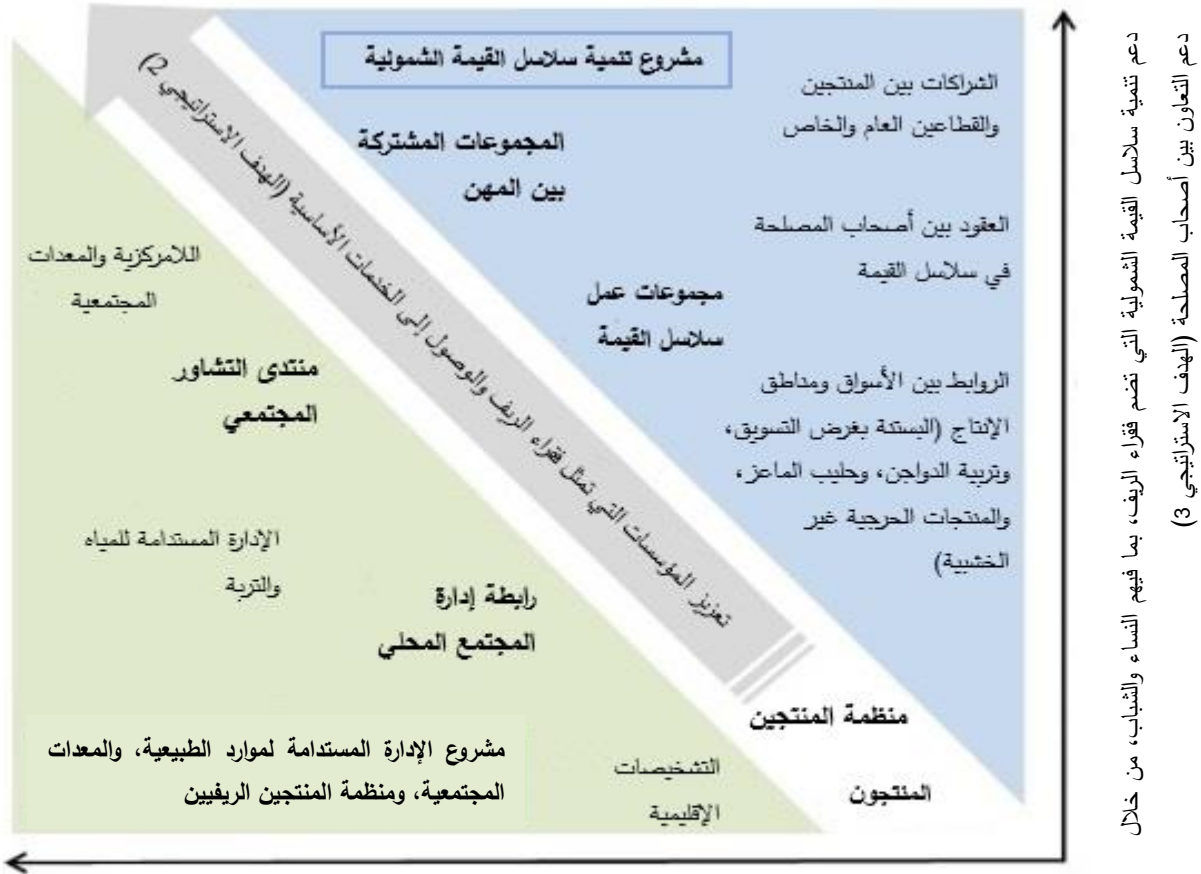 مشروع تنمية سلاسل القيمة الشمولية
الشراكات بين المنتجين
والقطاعين العام والخاص
المجموعات المشتركة
بين المهن
العقود بين أصحاب المصلحة
في سلاسل القيمة
مجموعات عمل
سلاسل القيمة
الروابط بين الأسواق ومناطق
الإنتاج (البستنة بغرض التسويق،
وتربية الدواجن، وحليب الماعز،
والمنتجات الحرجية غير
الخشبية)
تعزيز المؤسسات التي تمثل فقراء الريف والوصول إلى الخدمات الأساسية (الهدف الاستراتيجي 2)
اللامركزية والمعدات
المجتمعية
منتدى التشاور
المجتمعي
الإدارة المستدامة للمياه
والتربة
رابطة إدارة
المجتمع المحلي
منظمة المنتجين
المنتجون
التشخيصات
الإقليمية
مشروع الإدارة المستدامة لموارد الطبيعية، والمعدات
المجتمعية، ومنظمة المنتجين الريفيين
دعم تنمية سلاسل القيمة الشمولية التي تضم فقراء الريف، بما فيهم النساء والشباب، من خلال
دعم التعاون بين أصحاب المصلحة (الهدف الاستراتيجي 3)